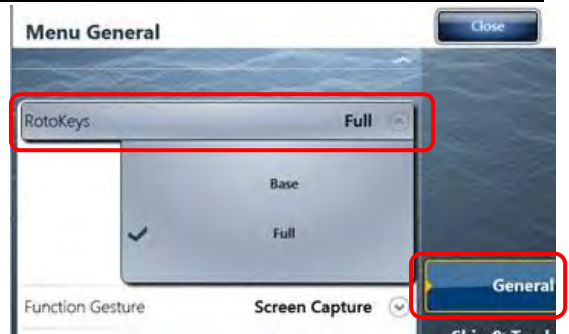 Menu General
Close
RotoKeys Full
Base
Full
General
Function Gesture Screen Capture